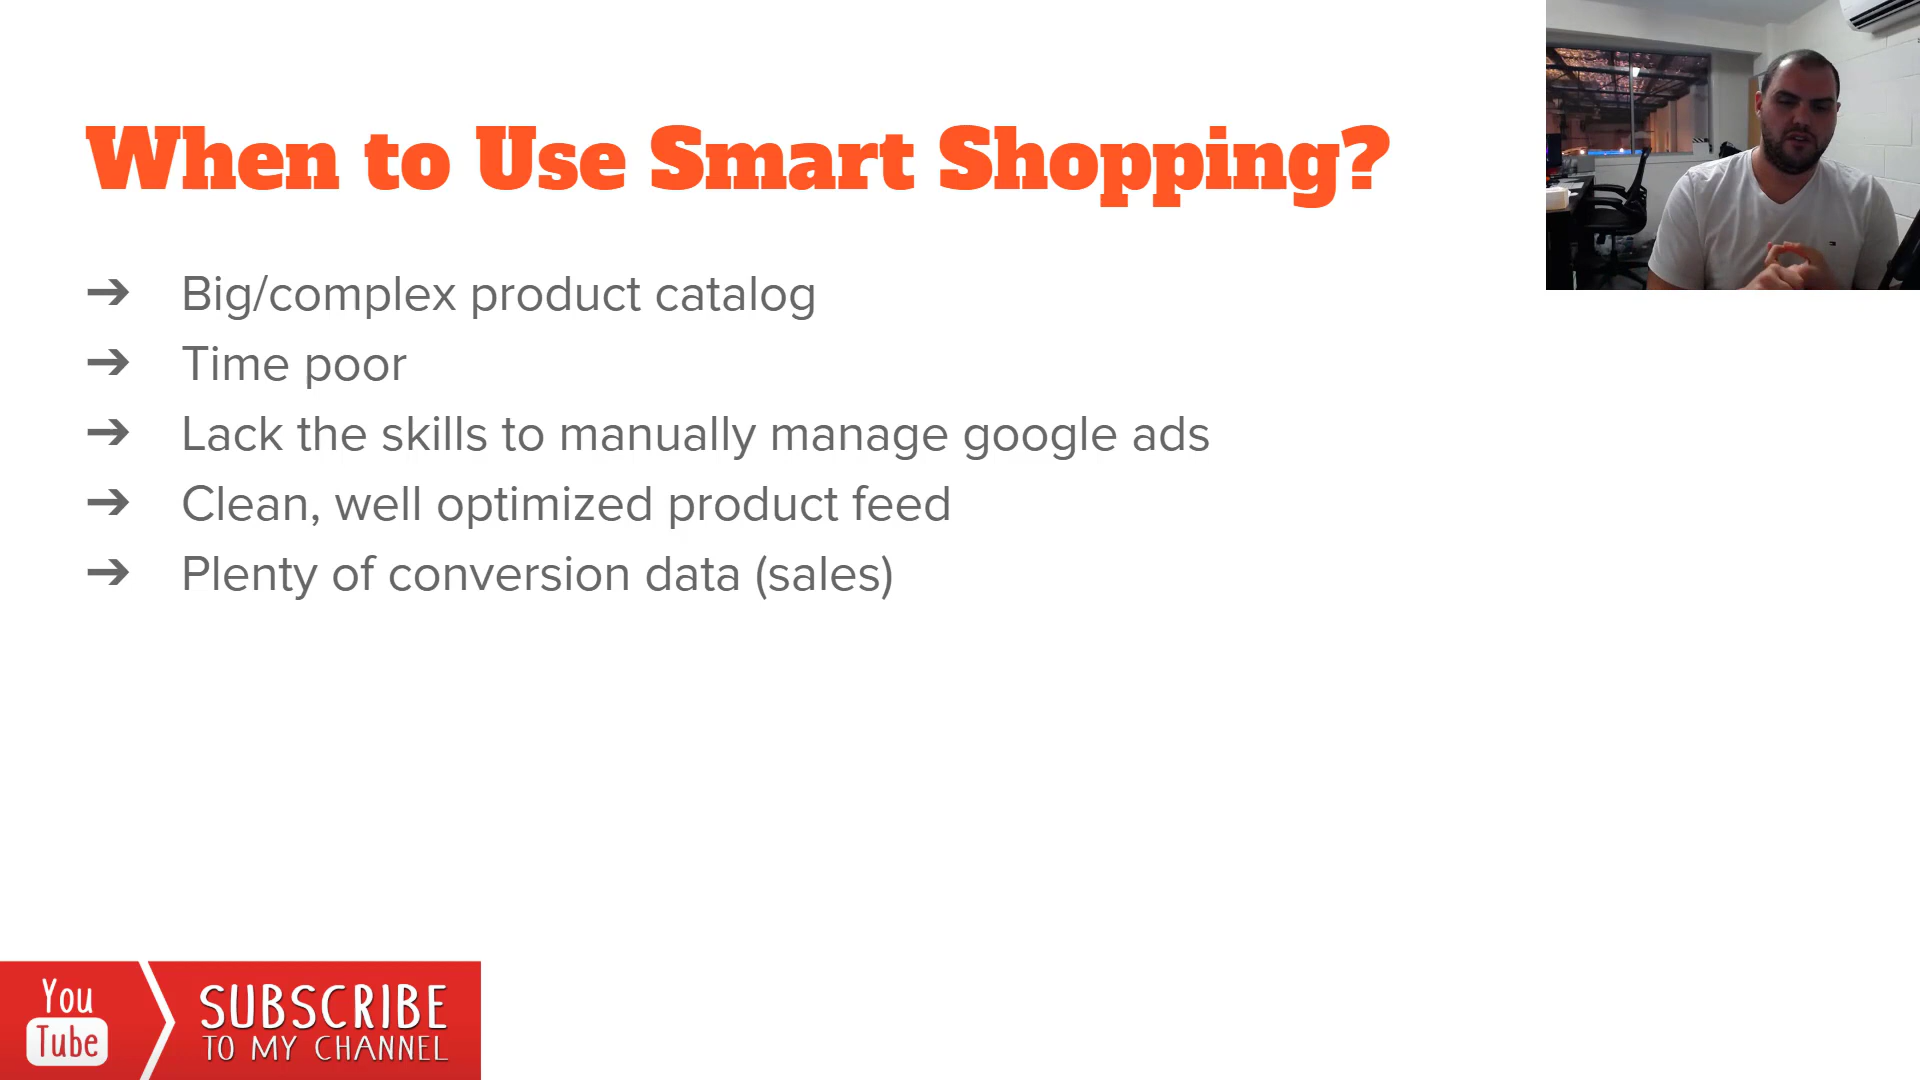 When to Use Smart Shopping?
➔ Big/complex product catalog
➔ Time poor
➔ Lack the skills to manually manage google ads
➔ Clean, well optimized product feed
➔ Plenty of conversion data (sales)
You
Tube
SUBSCRIBE
TO MY CHANNEL